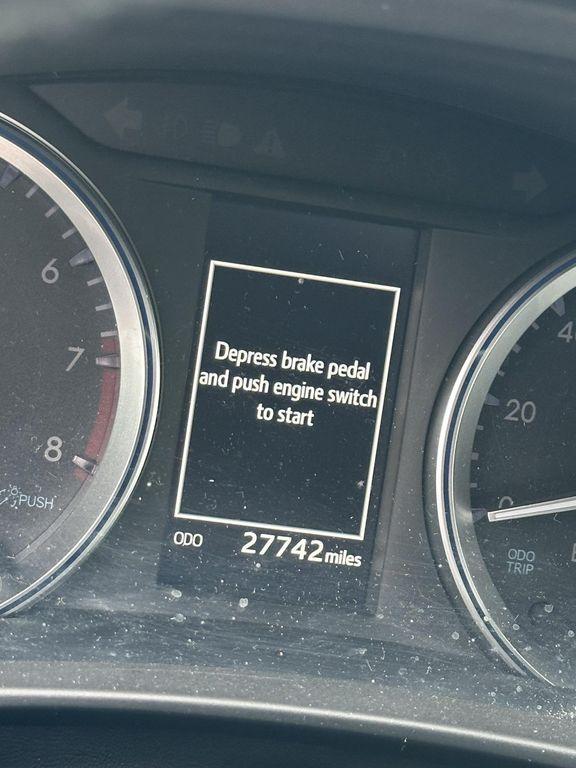 6
7
8
PUSH
Depress brake pedal
and push engine switch
to start
ODO 27742 miles
20
0
ODO
TRIP